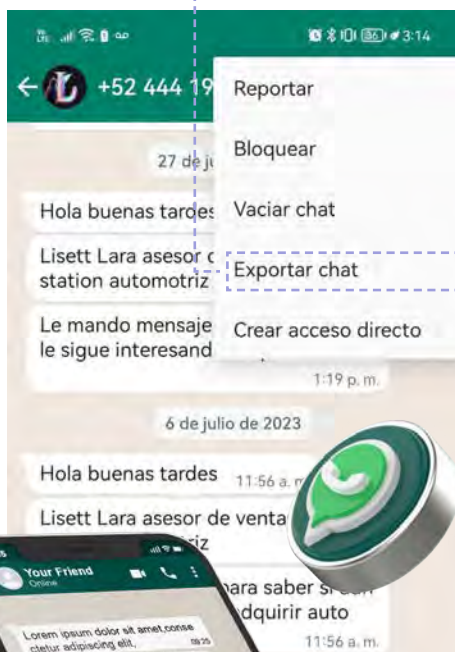 86 3:14
+52 444 19
Reportar
Bloquear
Vaciar chat
Exportar chat
Crear acceso directo
27 de
Hola buenas tardes
Lisett Lara asesor
station automotriz
Le mando mensaje
le sigue
1:19 p. m.
6 de julio de 2023
Hola buenas tardes
11:56 a.
Lisett Lara asesor de venta
para saber si
adquirir auto
11:56 a. m.
Your Friend
Online
Lorem ipsum dolor sit amet,conse
ctetur adipiscing elit,